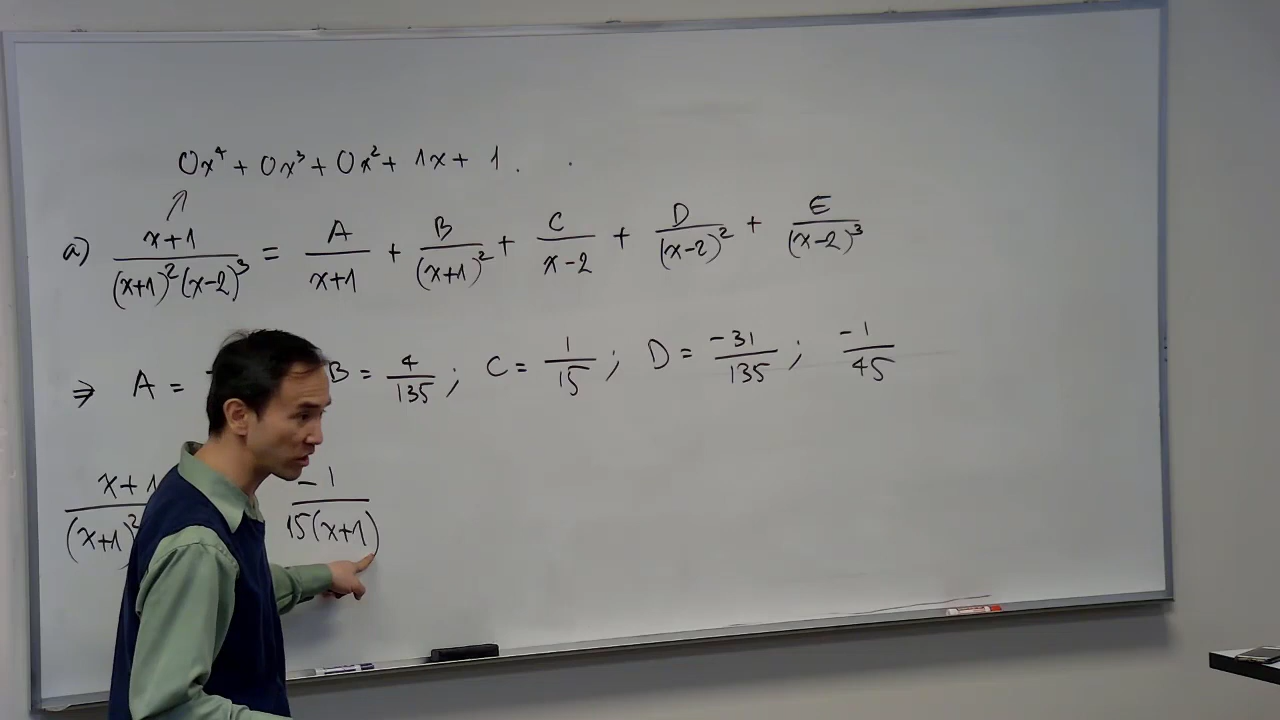 0x⁴ + 0x³ + 0x² + 1x + 1.
↗
a) (x+1)/((x+1)²(x-2)³) = A/(x+1) + B/(x+1)² + C/(x-2) + D/(x-2)² + E/(x-2)³
⇒ A = B = 4/135 ; C = 1/15 ; D = -31/135 ; -1/45
x+1/(x+1)² -1/(15(x+1))